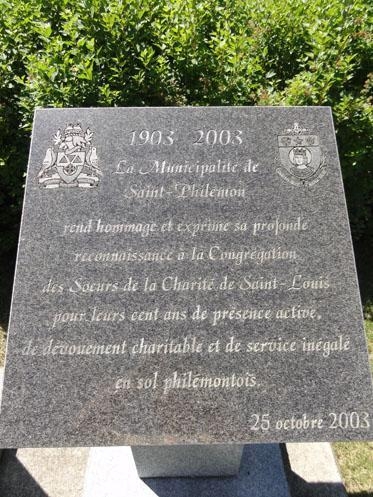 1903 2003
La Municipalité de
Saint-Philémon
rend hommage et exprime sa profonde
reconnaissance à la Congrégation
des Soeurs de la Charité de Saint-Louis
pour leurs cent ans de présence active,
de dévouement charitable et de service inégalé
en sol philémontois.
25 octobre 2003